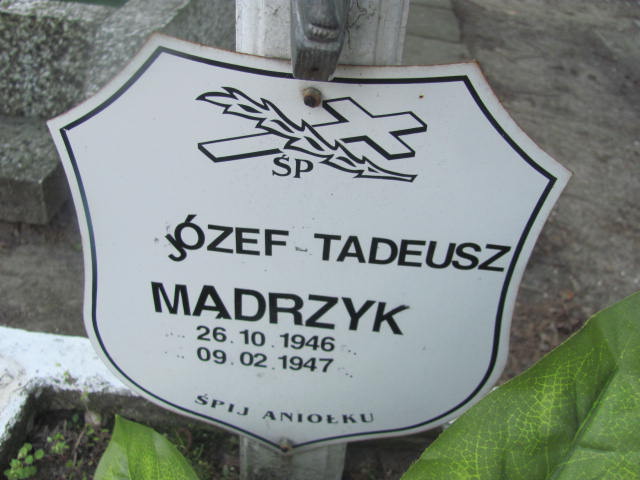 ŚP
JÓZEF - TADEUSZ
MĄDRZYK
26.10.1946
09.02.1947
ŚPIJ ANIOŁKU